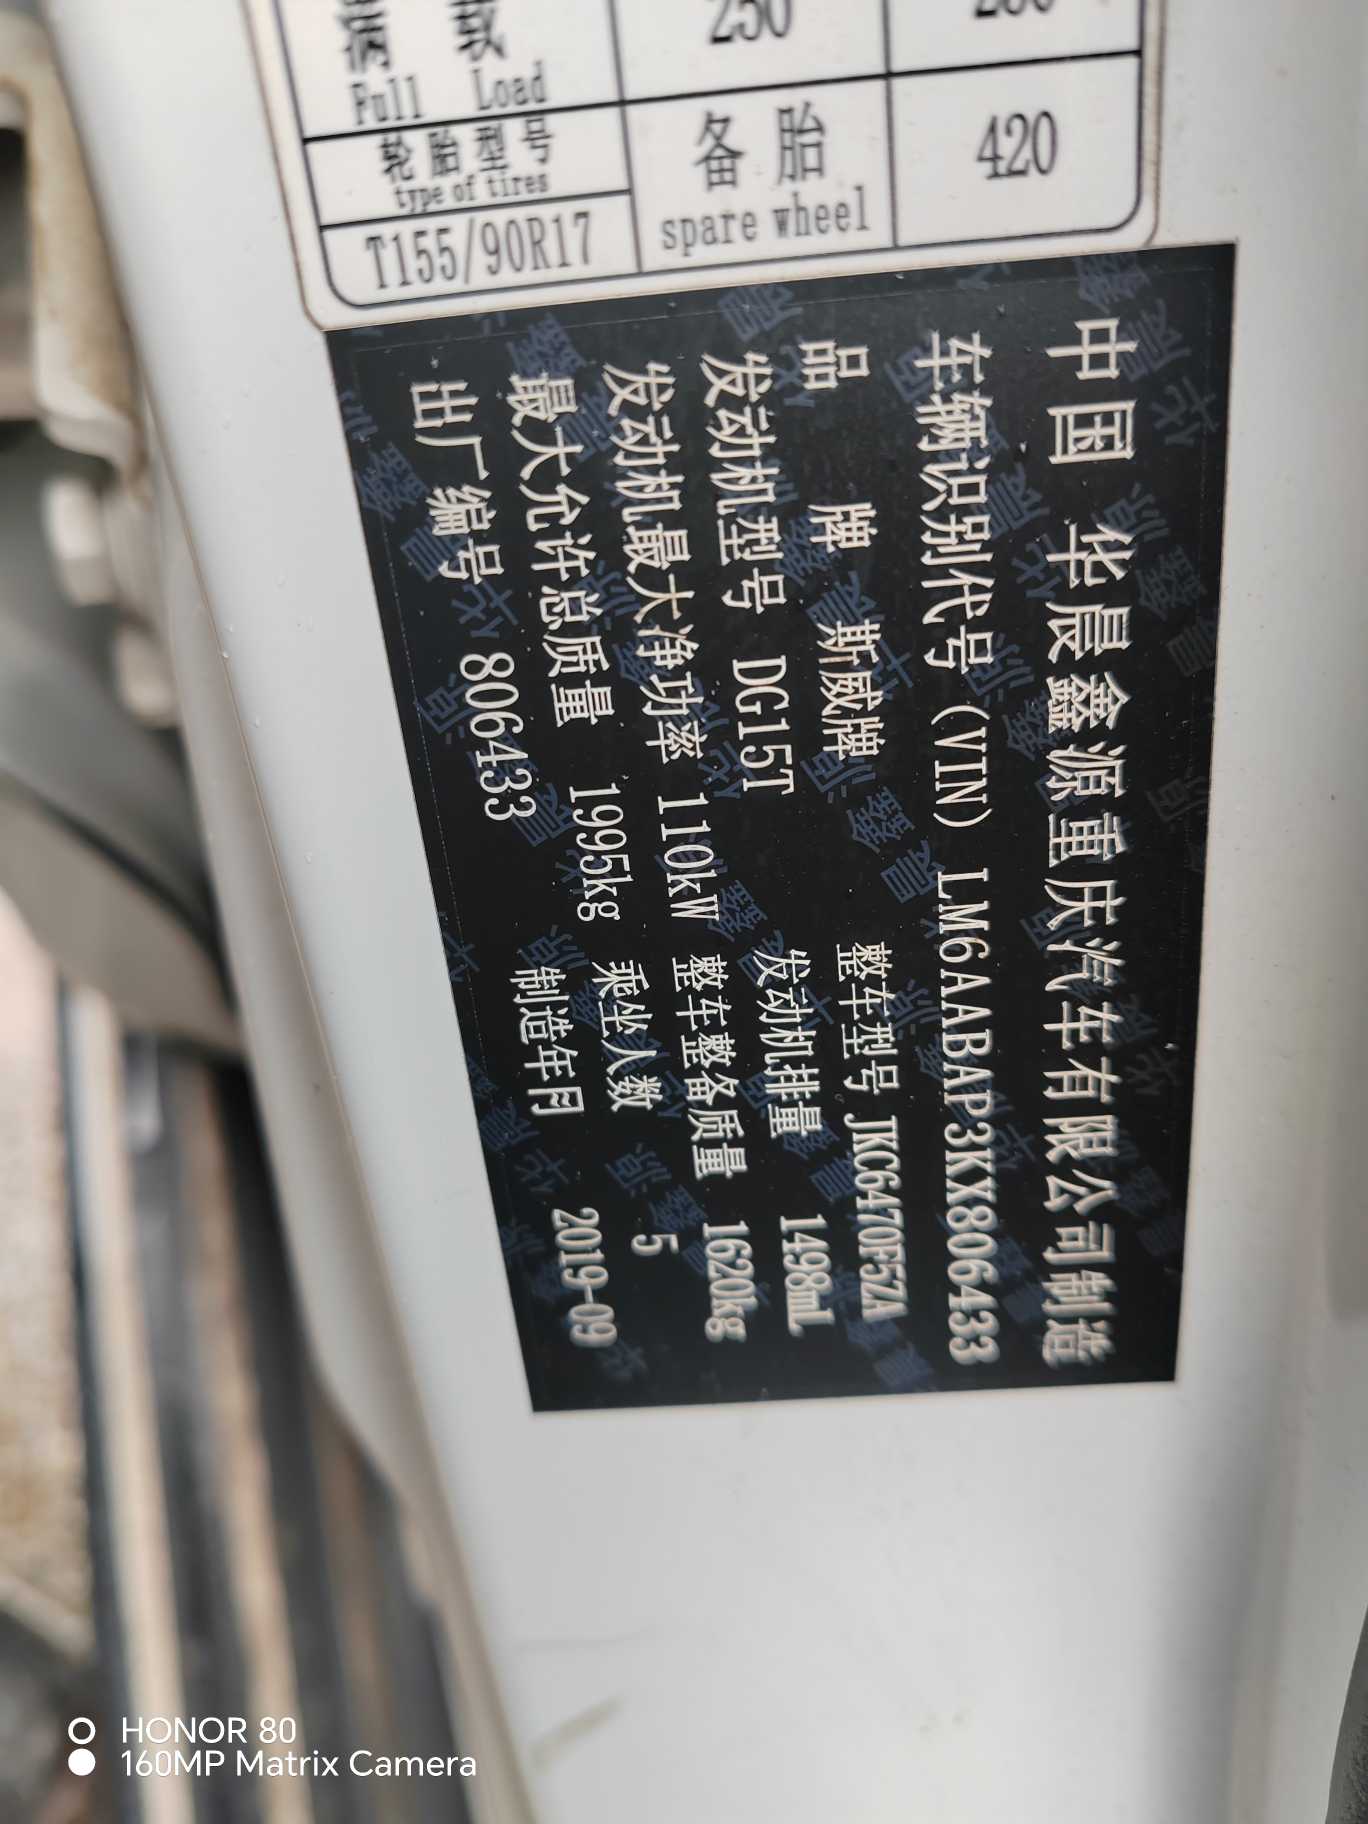 满 载 250
Full Load
轮胎型号 备胎 420
type of tires spare wheel
T155/90R17
中国 华晨鑫源重庆汽车有限公司制造
车辆识别代号(VIN) LM6AABAP3KX806433
品 牌 斯威牌 整车型号 JKC6470F5ZA
发动机型号 DG15T 发动机排量 1498mL
发动机最大净功率 110kW 整车整备质量 1620kg
最大允许总质量 1995kg 乘坐人数 5
出厂编号 806433 制造年月 2019-09
HONOR 80
160MP Matrix Camera